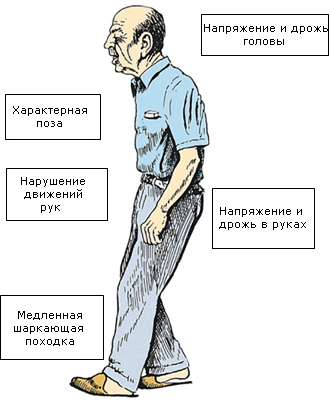 Напряжение и дрожь
головы
Характерная
поза
Нарушение
движений
рук
Напряжение и
дрожь в руках
Медленная
шаркающая
походка